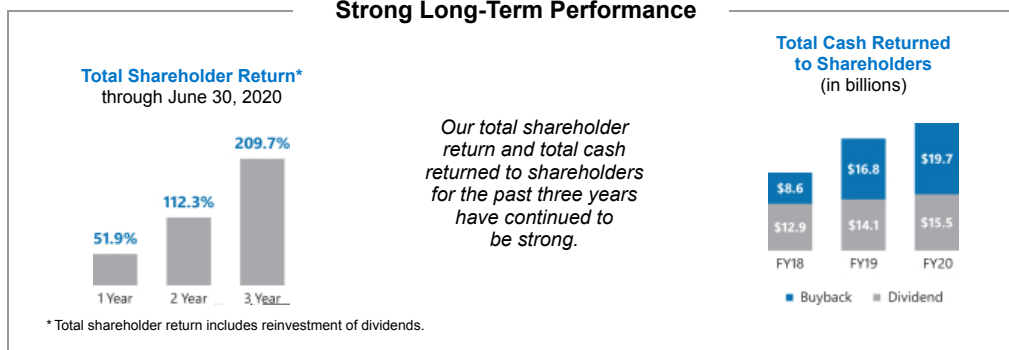 Strong Long-Term Performance
Total Shareholder Return*
through June 30, 2020
209.7%
112.3%
51.9%
1 Year
2 Year
3 Year
* Total shareholder return includes reinvestment of dividends.
Our total shareholder
return and total cash
returned to shareholders
for the past three years
have continued to
be strong.
Total Cash Returned
to Shareholders
(in billions)
$8.6
$16.8
$19.7
$12.9
$14.1
$15.5
FY18
FY19
FY20
Buyback
Dividend